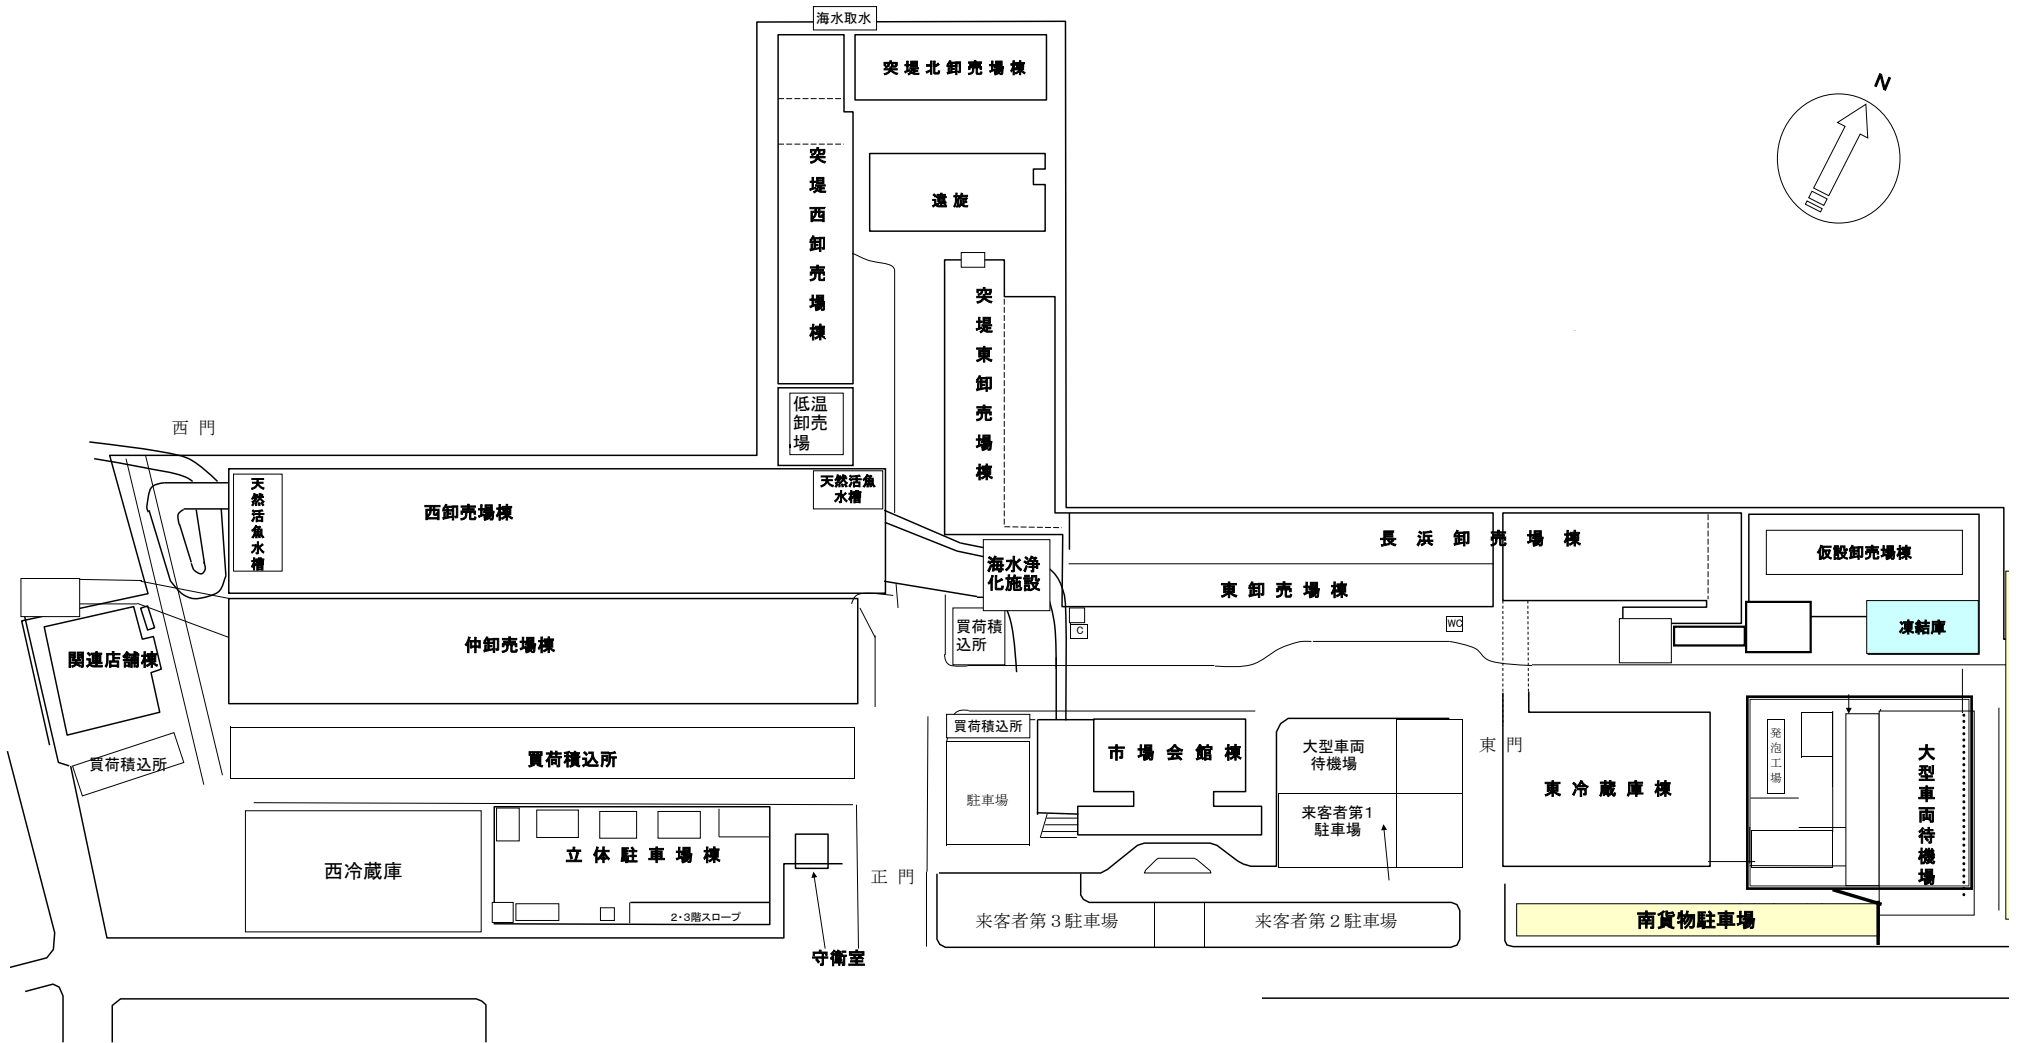 海水取水
突堤北卸売場棟
N
突堤西卸売場棟
遠旋
突堤東卸売場棟
低温
卸売
場
西門
天然活魚水槽
西卸売場棟
天然活魚
水槽
海水浄
化施設
長浜卸売場棟
東卸売場棟
仮設卸売場棟
凍結庫
買荷積
込所
C
WC
仲卸売場棟
関連店舗棟
買荷積込所
買荷積込所
買荷積込所
駐車場
市場会館棟
大型車両
待機場
来客者第1
駐車場
東門
東冷蔵庫棟
発泡工場
大型車両待機場
西冷蔵庫
立体駐車場棟
2・3階スロープ
守衛室
正門
来客者第３駐車場
来客者第２駐車場
南貨物駐車場